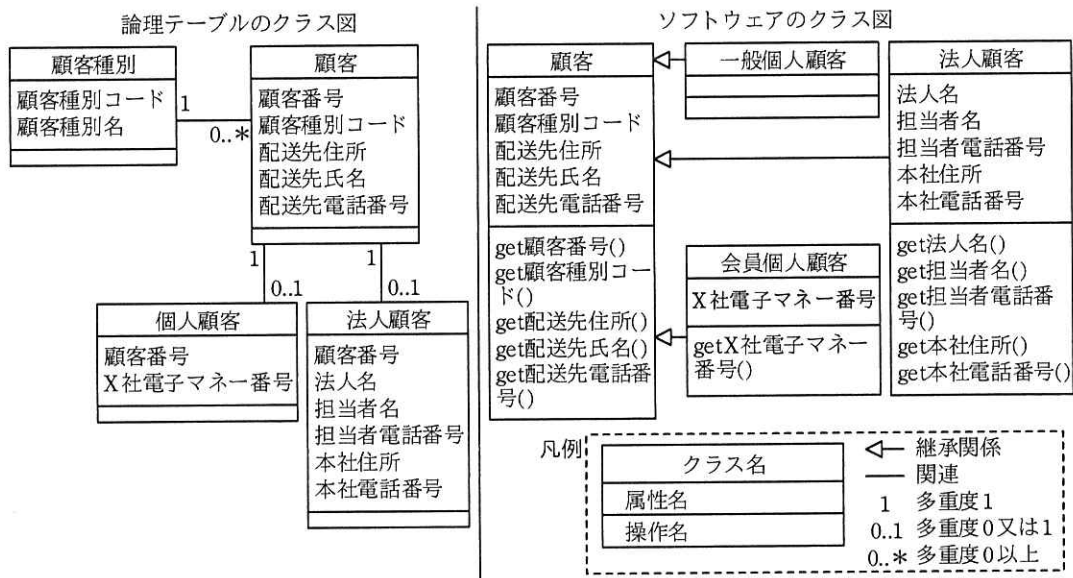 論理テーブルのクラス図
顧客種別
顧客種別コード
顧客種別名
1
0..*
顧客
顧客番号
顧客種別コード
配送先住所
配送先氏名
配送先電話番号
1
1
0..1
0..1
個人顧客
顧客番号
X社電子マネー番号
法人顧客
顧客番号
法人名
担当者名
担当者電話番号
本社住所
本社電話番号
ソフトウェアのクラス図
顧客
顧客番号
顧客種別コード
配送先住所
配送先氏名
配送先電話番号
get顧客番号()
get顧客種別コー
ド()
get配送先住所()
get配送先氏名()
get配送先電話番
号()
一般個人顧客
会員個人顧客
X社電子マネー番号
getX社電子マネー
番号()
法人顧客
法人名
担当者名
担当者電話番号
本社住所
本社電話番号
get法人名()
get担当者名()
get担当者電話番
号()
get本社住所()
get本社電話番号()
凡例
クラス名
属性名
操作名
継承関係
関連
1 多重度1
0..1 多重度0又は1
0..* 多重度0以上